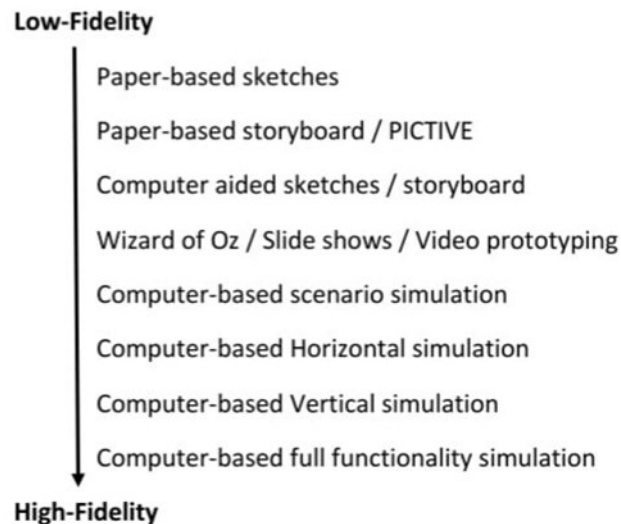 Low-Fidelity
Paper-based sketches
Paper-based storyboard / PICTIVE
Computer aided sketches / storyboard
Wizard of Oz / Slide shows / Video prototyping
Computer-based scenario simulation
Computer-based Horizontal simulation
Computer-based Vertical simulation
Computer-based full functionality simulation
High-Fidelity